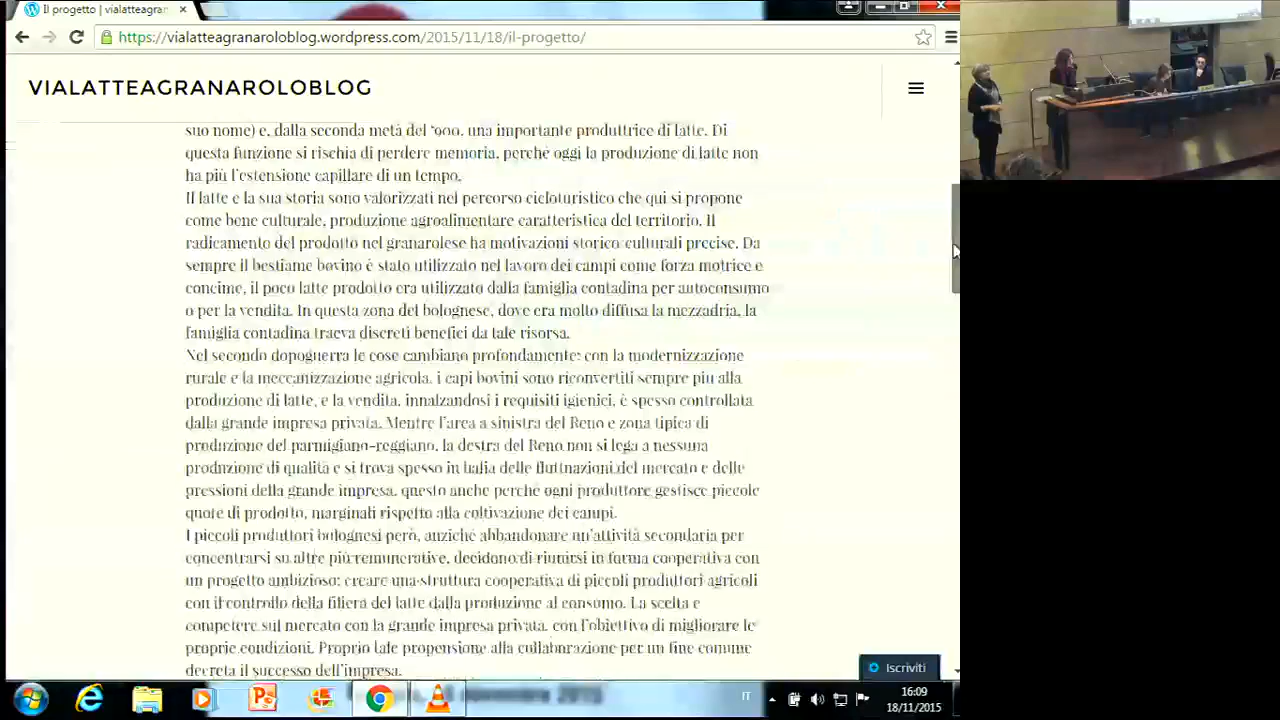 Il progetto | vialatteagran
https://vialatteagranaroloblog.wordpress.com/2015/11/18/il-progetto/
VIALATTEAGRANAROLOBLOG
suo nome) e, dalla seconda metà del '900, una importante produttrice di latte. Di
questa funzione si rischia di perdere memoria, perché oggi la produzione di latte non
ha più l'estensione capillare di un tempo.
Il latte e la sua storia sono valorizzati nel percorso cicloturistico che qui si propone
come bene culturale, produzione agroalimentare caratteristica del territorio. Il
radicamento del prodotto nel granarolese ha motivazioni storico culturali precise. Da
sempre il bestiame bovino è stato utilizzato nel lavoro dei campi come forza motrice e
concime, il poco latte prodotto era utilizzato dalla famiglia contadina per autoconsumo
o per la vendita. In questa zona del bolognese, dove era molto diffusa la mezzadria, la
famiglia contadina traeva discreti benefici da tale risorsa.
Nel secondo dopoguerra le cose cambiano profondamente: con la modernizzazione
rurale e la meccanizzazione agricola, i capi bovini sono riconvertiti sempre più alla
produzione di latte, e la vendita, innalzandosi i requisiti igienici, è spesso controllata
dalla grande impresa privata. Mentre l'area a sinistra del Reno è zona tipica di
produzione del parmigiano-reggiano, la destra del Reno non si lega a nessuna
produzione di qualità e si trova spesso in balia delle fluttuazioni del mercato e delle
pressioni della grande impresa, questo anche perché ogni produttore gestisce piccole
quote di prodotto, marginali rispetto alla coltivazione dei campi.
I piccoli produttori bolognesi però, anziché abbandonare un'attività secondaria per
concentrarsi su altre più remunerative, decidono di riunirsi in forma cooperativa con
un progetto ambizioso: creare una struttura cooperativa di piccoli produttori agricoli
con il controllo della filiera del latte dalla produzione al consumo. La scelta è
competere sul mercato con la grande impresa privata, con l'obiettivo di migliorare le
proprie condizioni. Proprio tale propensione alla collaborazione per un fine comune
decreta il successo dell'impresa.
Iscriviti
novembre 2015
IT
16:09
18/11/2015